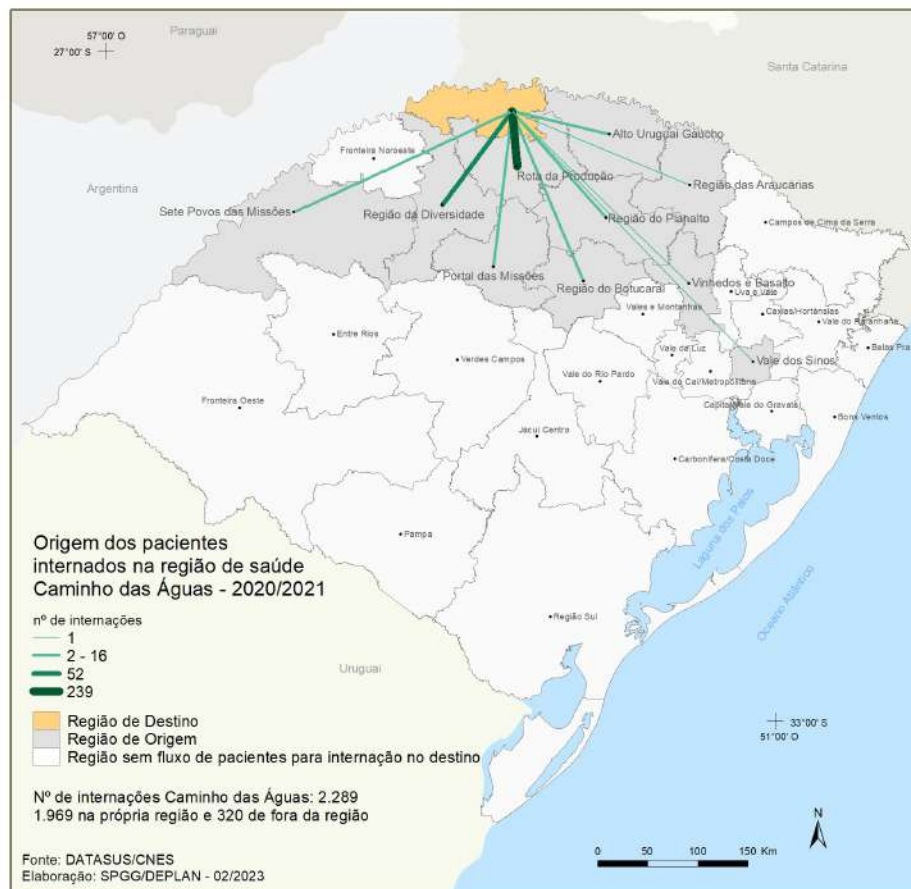 57°00' O
27°00' S
Paraguai
Santa Catarina
Argentina
Fronteira Noroeste
Alto Uruguai Gaúcho
Rota da Produção
Região das Araucárias
Sete Povos das Missões
Região da Diversidade
Região do Planalto
Campos de Cima da Serra
Portal das Missões
Região do Botucaraí
Vinhedos e Basalto
Uva e Vale
Vales e Montanhas
Caxias/Hortânsias
Vale do Paranhana
Entre Rios
Verdes Campos
Vale da Luz
Vale dos Sinos
Belas Pra
Vale do Rio Pardo
Vale do Caí/Metropolitana
Fronteira Oeste
Vale do Gravataí
Bons Ventos
Jacuí Centro
Carbonífera/Costa Doce
Pampa
Laguna dos Patos
Oceano Atlântico
Região Sul
Uruguai
Origem dos pacientes
internados na região de saúde
Caminho das Águas - 2020/2021
nº de internações
1
2 - 16
52
239
Região de Destino
Região de Origem
Região sem fluxo de pacientes para internação no destino
33°00' S
51°00' O
Nº de internações Caminho das Águas: 2.289
1.969 na própria região e 320 de fora da região
N
0 50 100 150 Km
Fonte: DATASUS/CNES
Elaboração: SPGG/DEPLAN - 02/2023